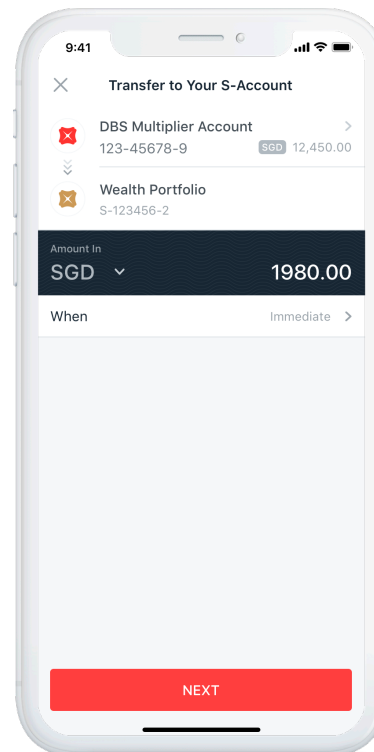 9:41
Transfer to Your S-Account
DBS Multiplier Account
123-45678-9 SGD 12,450.00
Wealth Portfolio
S-123456-2
Amount In
SGD 1980.00
When Immediate
NEXT